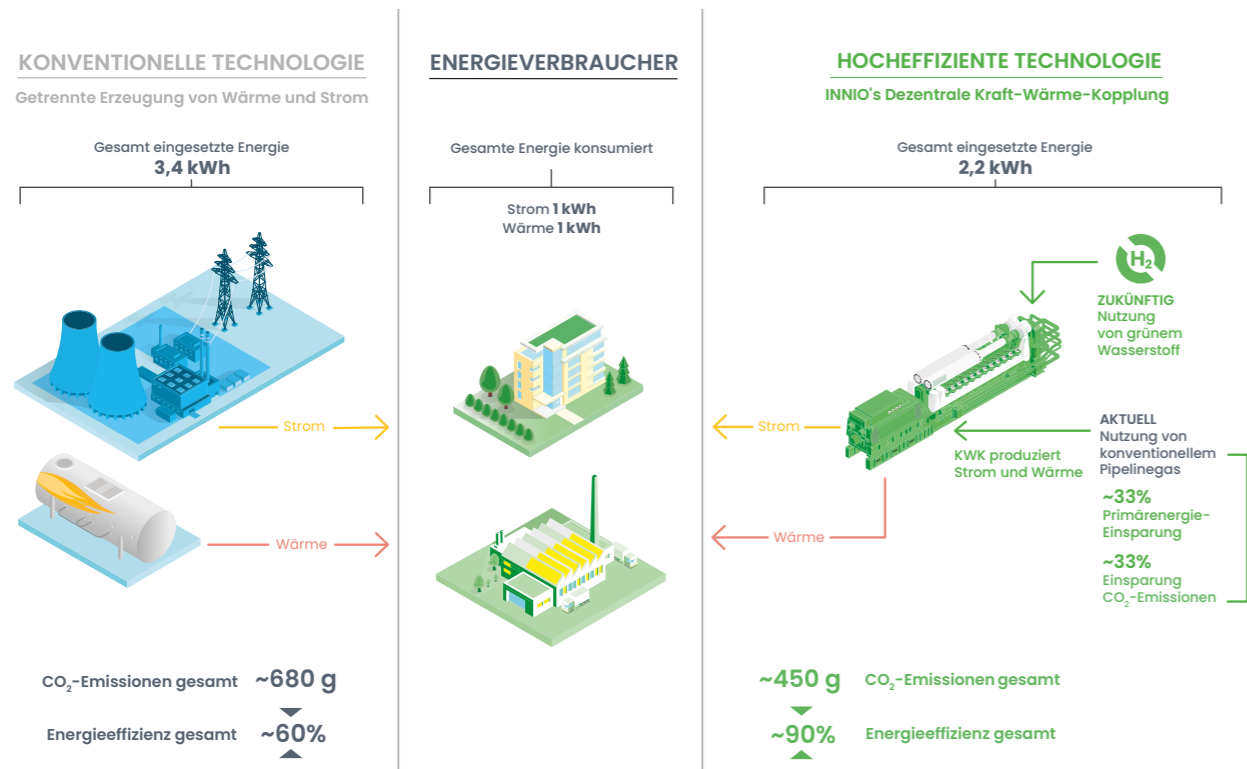 KONVENTIONELLE TECHNOLOGIE
Getrennte Erzeugung von Wärme und Strom
Gesamt eingesetzte Energie
3,4 kWh
Strom
Wärme
CO₂-Emissionen gesamt ~680 g
Energieeffizienz gesamt ~60%
ENERGIEVERBRAUCHER
Gesamte Energie konsumiert
Strom 1 kWh
Wärme 1 kWh
HOCHEFFIZIENTE TECHNOLOGIE
INNIO's Dezentrale Kraft-Wärme-Kopplung
Gesamt eingesetzte Energie
2,2 kWh
H₂
ZUKÜNFTIG
Nutzung
von grünem
Wasserstoff
Strom
Wärme
KWK produziert
Strom und Wärme
AKTUELL
Nutzung von
konventionellem
Pipelinegas
~33%
Primärenergie-
Einsparung
~33%
Einsparung
CO₂-Emissionen
~450 g CO₂-Emissionen gesamt
~90% Energieeffizienz gesamt